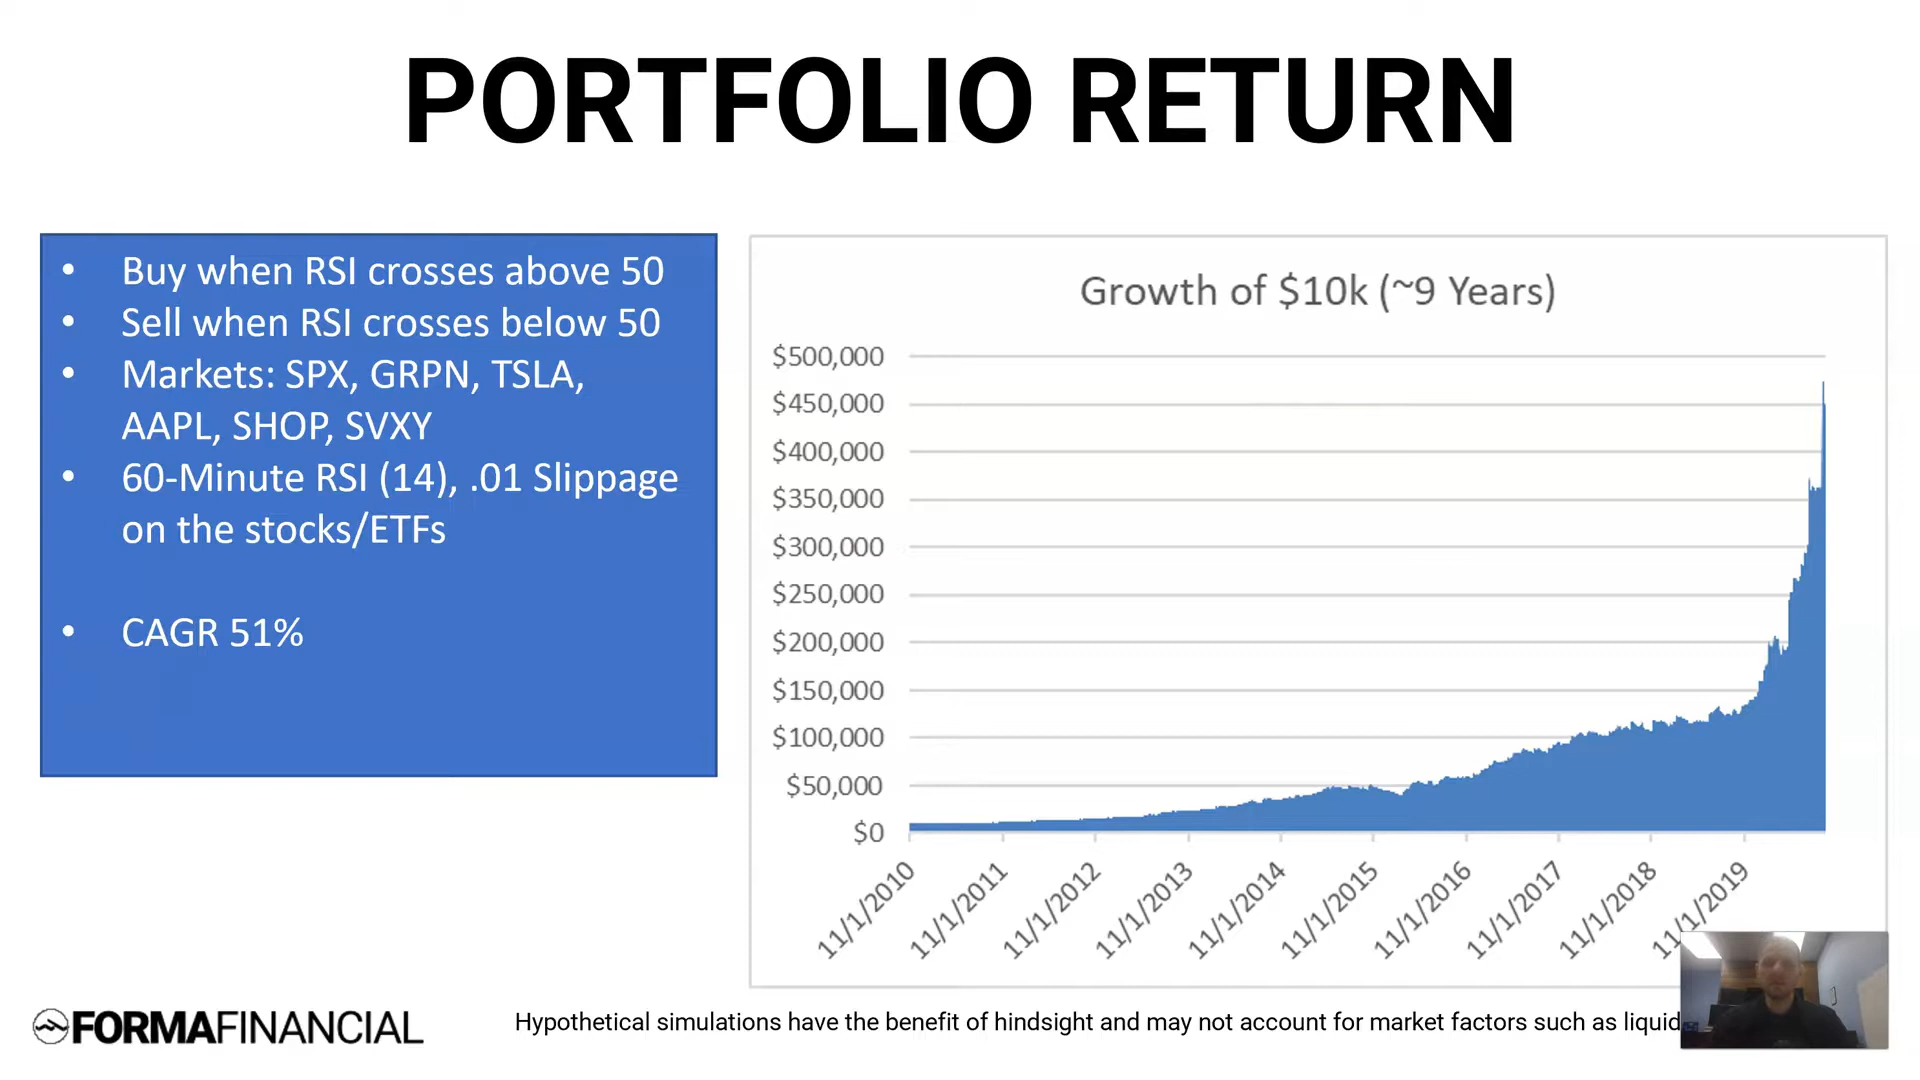 PORTFOLIO RETURN
• Buy when RSI crosses above 50
• Sell when RSI crosses below 50
• Markets: SPX, GRPN, TSLA,
AAPL, SHOP, SVXY
• 60-Minute RSI (14), .01 Slippage
on the stocks/ETFs
• CAGR 51%
Growth of $10k (~9 Years)
$500,000
$450,000
$400,000
$350,000
$300,000
$250,000
$200,000
$150,000
$100,000
$50,000
$0
11/1/2010
11/1/2011
11/1/2012
11/1/2013
11/1/2014
11/1/2015
11/1/2016
11/1/2017
11/1/2018
11/1/2019
FORMAFINANCIAL
Hypothetical simulations have the benefit of hindsight and may not account for market factors such as liquid